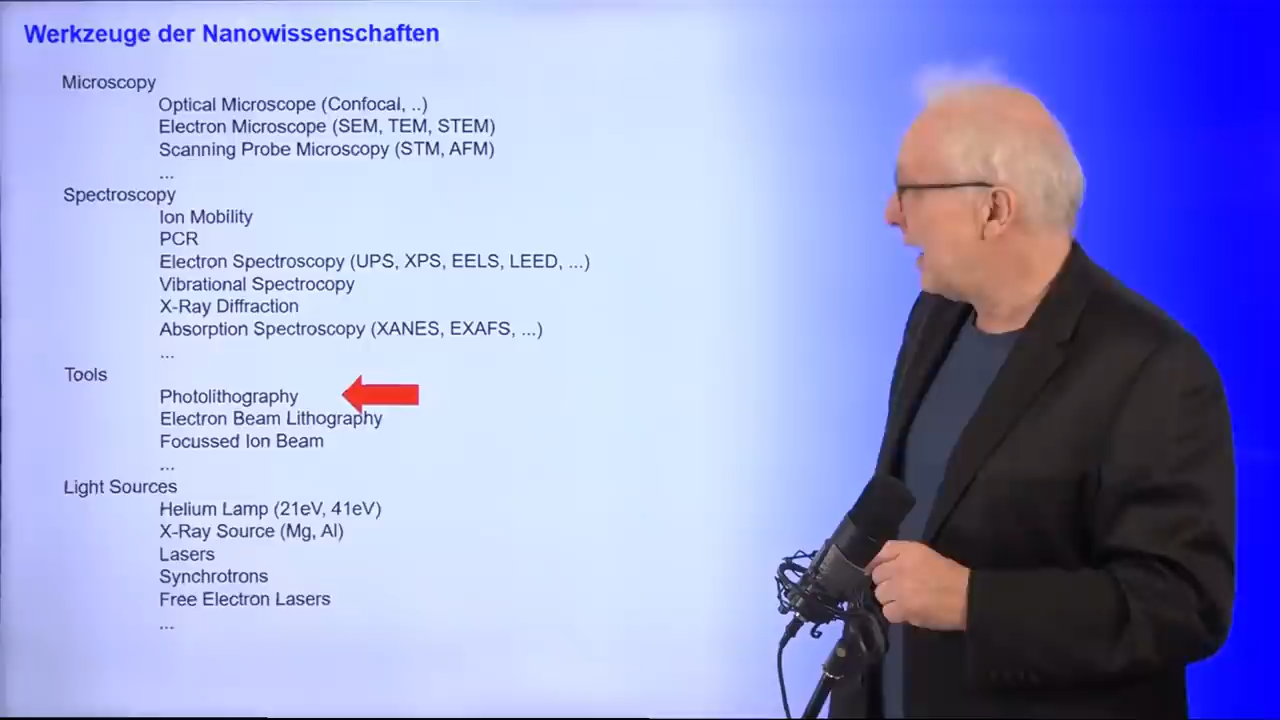 Werkzeuge der Nanowissenschaften
Microscopy
Optical Microscope (Confocal, ..)
Electron Microscope (SEM, TEM, STEM)
Scanning Probe Microscopy (STM, AFM)
...
Spectroscopy
Ion Mobility
PCR
Electron Spectroscopy (UPS, XPS, EELS, LEED, ...)
Vibrational Spectrocopy
X-Ray Diffraction
Absorption Spectroscopy (XANES, EXAFS, ...)
...
Tools
Photolithography
Electron Beam Lithography
Focussed Ion Beam
...
Light Sources
Helium Lamp (21eV, 41eV)
X-Ray Source (Mg, Al)
Lasers
Synchrotrons
Free Electron Lasers
...